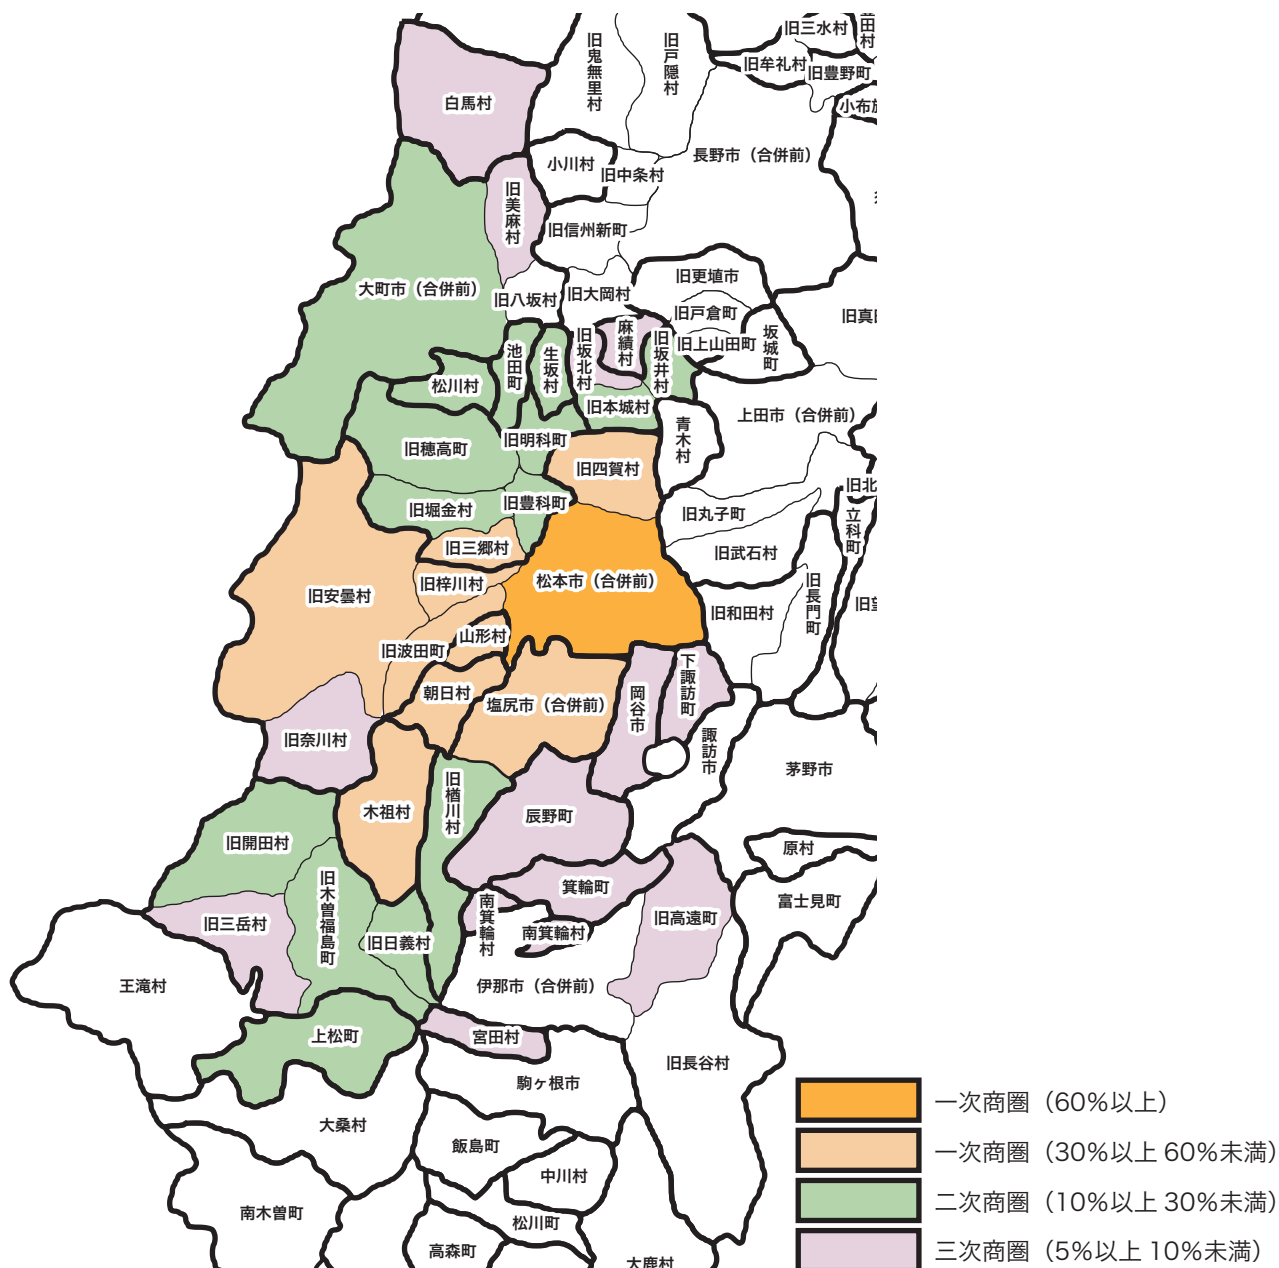 旧三水村
旧鬼無里村
旧戸隠村
旧牟礼村
旧豊野町
白馬村
長野市（合併前）
小川村
旧中条村
旧美麻村
旧信州新町
旧更埴市
大町市（合併前）
旧八坂村
旧大岡村
旧戸倉町
麻績村
旧坂北村
旧坂井村
旧上山田町
坂城町
池田町
生坂村
松川村
旧本城村
上田市（合併前）
青木村
旧穂高町
旧明科町
旧四賀村
旧堀金村
旧豊科町
旧丸子町
立科町
旧三郷村
旧武石村
旧安曇村
旧梓川村
松本市（合併前）
旧長門町
旧和田村
山形村
旧波田町
朝日村
塩尻市（合併前）
岡谷市
下諏訪町
旧奈川村
諏訪市
茅野市
木祖村
旧楢川村
辰野町
旧開田村
原村
箕輪町
富士見町
旧三岳村
旧木曽福島町
旧日義村
南箕輪村
南箕輪村
旧高遠町
王滝村
伊那市（合併前）
上松町
宮田村
旧長谷村
駒ヶ根市
大桑村
飯島町
中川村
南木曽町
松川町
高森町
大鹿村
一次商圏（60%以上）
一次商圏（30%以上 60%未満）
二次商圏（10%以上 30%未満）
三次商圏（5%以上 10%未満）